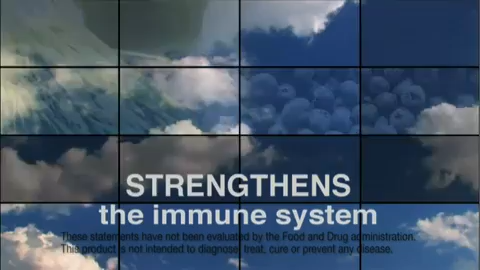 STRENGTHENS
the immune system
These statements have not been evaluated by the Food and Drug administration.
This product is not intended to diagnose, treat, cure or prevent any disease.